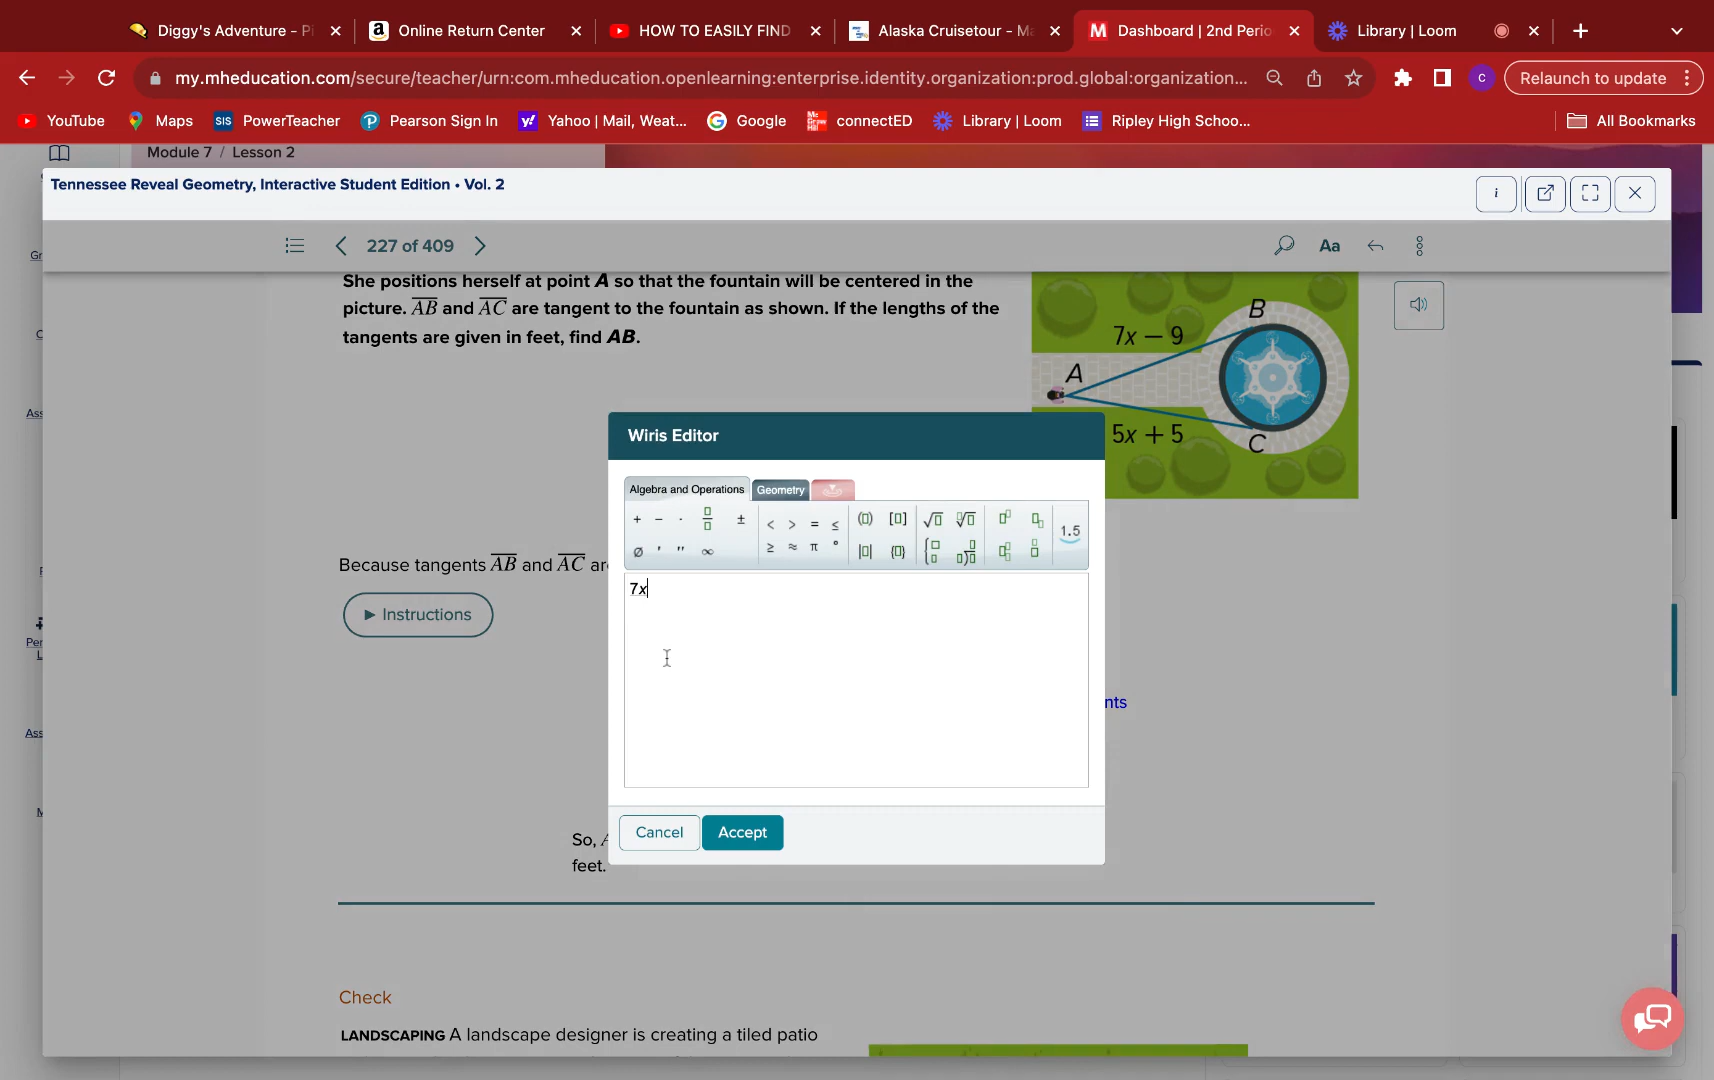 Diggy's Adventure - Pi
Online Return Center
HOW TO EASILY FIND
Alaska Cruisetour - Ma
Dashboard | 2nd Perio
Library | Loom
my.mheducation.com/secure/teacher/urn:com.mheducation.openlearning:enterprise.identity.organization:prod.global:organization...
C
Relaunch to update
YouTube
Maps
SIS PowerTeacher
Pearson Sign In
Yahoo | Mail, Weat...
Google
connectED
Library | Loom
Ripley High Schoo...
All Bookmarks
Module 7 / Lesson 2
Tennessee Reveal Geometry, Interactive Student Edition • Vol. 2
i
227 of 409
Aa
She positions herself at point A so that the fountain will be centered in the
picture. AB and AC are tangent to the fountain as shown. If the lengths of the
tangents are given in feet, find AB.
B
7x − 9
A
5x + 5
C
Wiris Editor
Algebra and Operations
Geometry
+ − · ± < > = ≤ (▯) [▯]
Ø ' '' ∞ ≥ ≈ π ° |▯| {▯}
1.5
7x
Because tangents AB and AC ar
Instructions
nts
Cancel
Accept
So, A
feet.
Check
LANDSCAPING A landscape designer is creating a tiled patio
Gr
C
Ass
Per
L
Ass